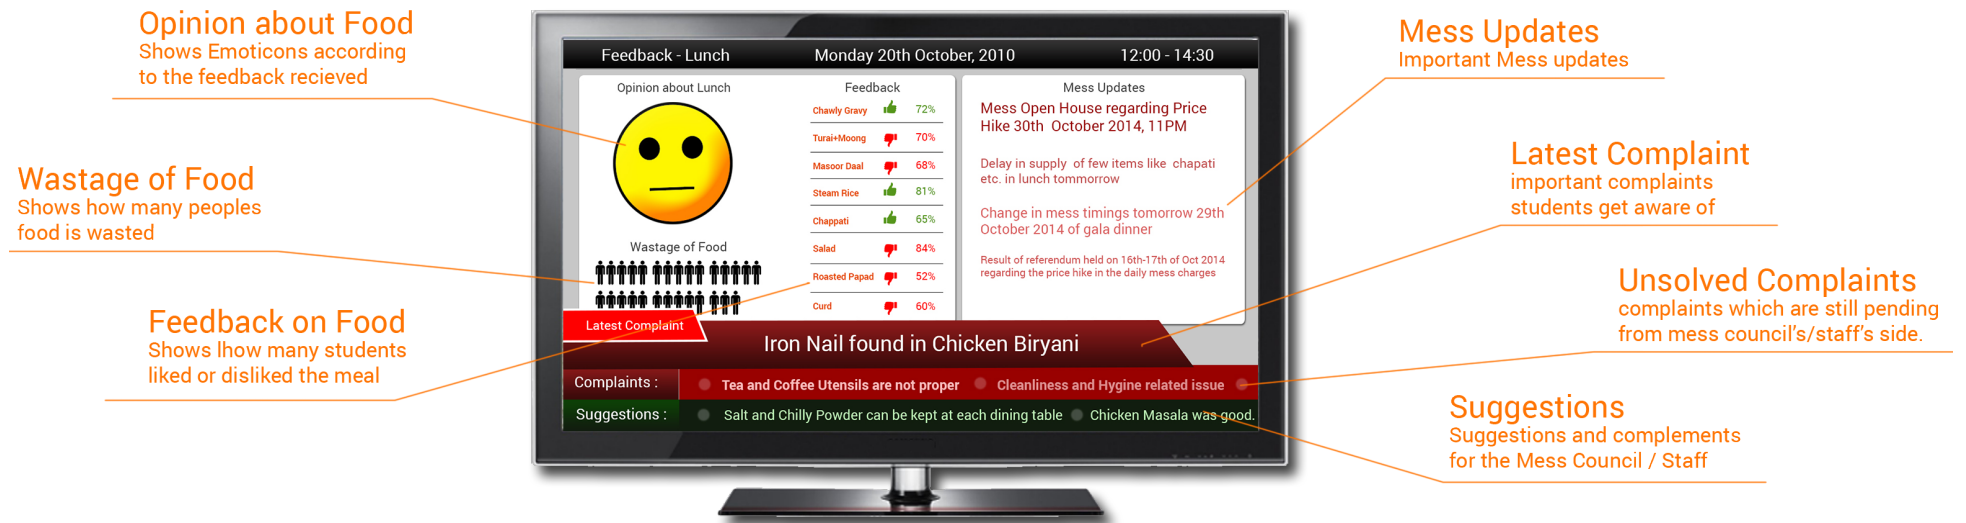 Opinion about Food
Shows Emoticons according
to the feedback recieved
Wastage of Food
Shows how many peoples
food is wasted
Feedback on Food
Shows lhow many students
liked or disliked the meal
Feedback - Lunch
Monday 20th October, 2010
12:00 - 14:30
Opinion about Lunch
Wastage of Food
Feedback
Chawly Gravy 72%
Turai+Moong 70%
Masoor Daal 68%
Steam Rice 81%
Chappati 65%
Salad 84%
Roasted Papad 52%
Curd 60%
Mess Updates
Mess Open House regarding Price
Hike 30th October 2014, 11PM
Delay in supply of few items like chapati
etc. in lunch tommorrow
Change in mess timings tomorrow 29th
October 2014 of gala dinner
Result of referendum held on 16th-17th of Oct 2014
regarding the price hike in the daily mess charges
Latest Complaint
Iron Nail found in Chicken Biryani
Complaints : Tea and Coffee Utensils are not proper Cleanliness and Hygine related issue
Suggestions : Salt and Chilly Powder can be kept at each dining table Chicken Masala was good.
Mess Updates
Important Mess updates
Latest Complaint
important complaints
students get aware of
Unsolved Complaints
complaints which are still pending
from mess council's/staff's side.
Suggestions
Suggestions and complements
for the Mess Council / Staff